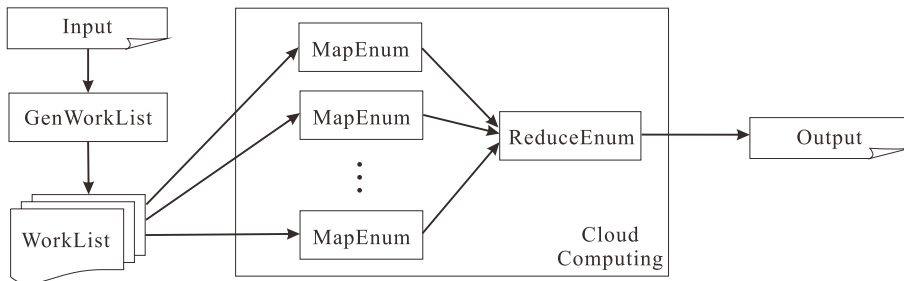 Input
GenWorkList
WorkList
MapEnum
MapEnum
MapEnum
ReduceEnum
Cloud
Computing
Output